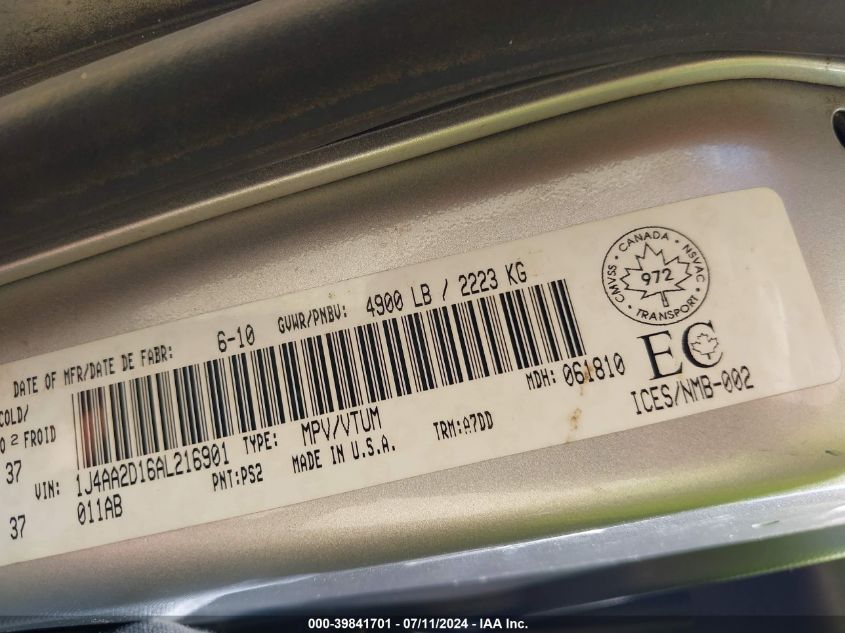 DATE OF MFR/DATE DE FABR: 6-10 GVWR/PNBV: 4900 LB / 2223 KG
COLD/
O 2 FROID
37
37
VIN: 1J4AA2D16AL216901 TYPE: MPV/VTUM MDH: 061810
011AB PNT:PS2 MADE IN U.S.A. TRM:A7DD
CMVSS • CANADA • NSVAC • TRANSPORT •
972
EC
ICES/NMB-002
000-39841701 - 07/11/2024 - IAA Inc.